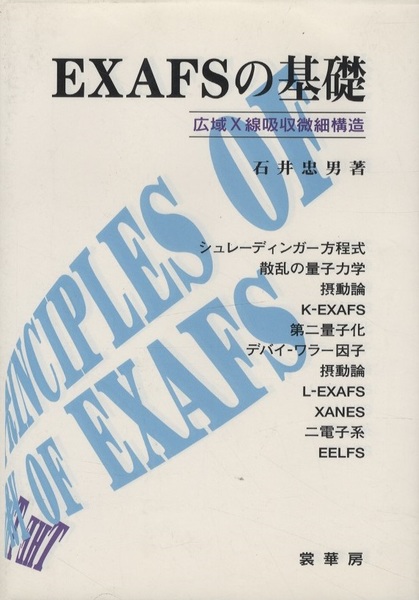 EXAFSの基礎
広域X線吸収微細構造
石井忠男著
シュレーディンガー方程式
散乱の量子力学
摂動論
K-EXAFS
第二量子化
デバイ-ワラー因子
摂動論
L-EXAFS
XANES
二電子系
EELFS
PRINCIPLES OF
OF EXAFS
THE
裳華房